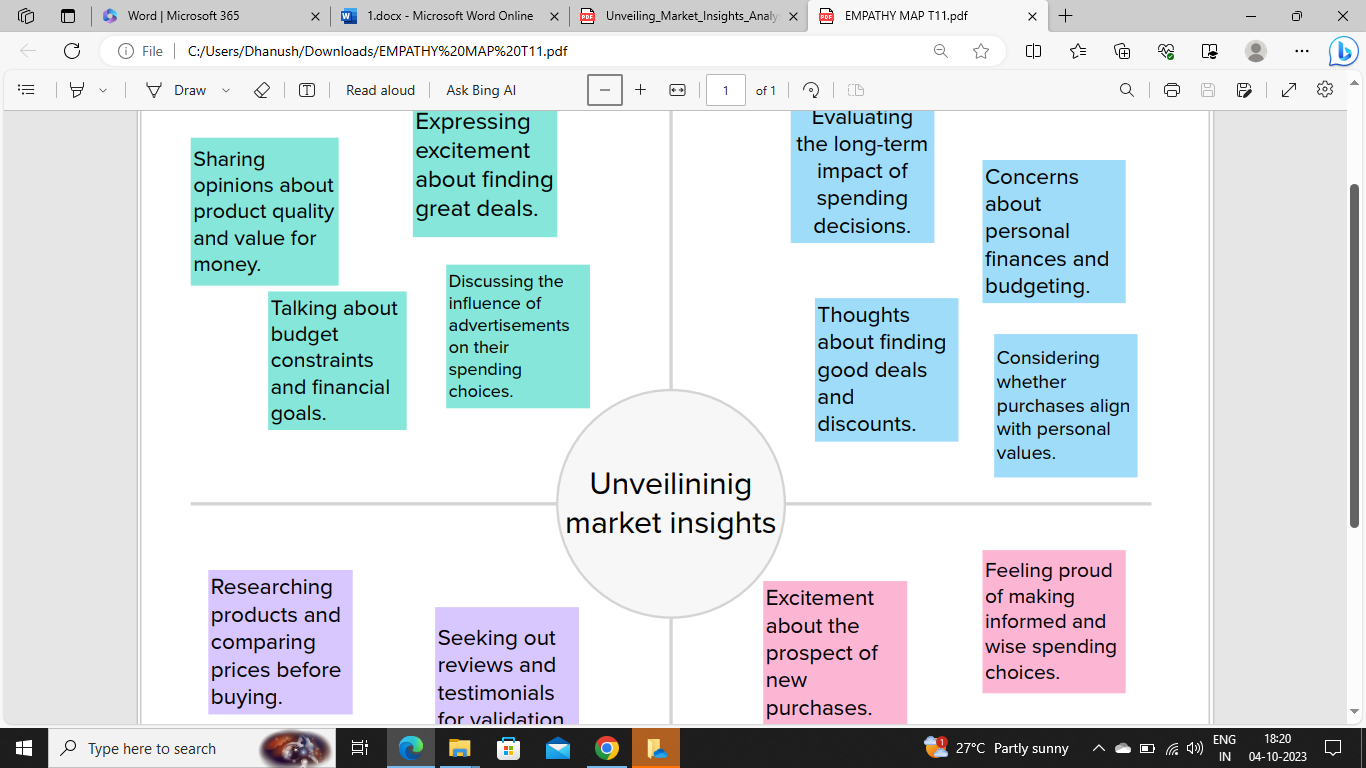 Word | Microsoft 365
1.docx - Microsoft Word Online
Unveiling_Market_Insights_Analy
EMPATHY MAP T11.pdf
File
C:/Users/Dhanush/Downloads/EMPATHY%20MAP%20T11.pdf
Draw
Read aloud
Ask Bing AI
1
of 1
Sharing
opinions about
product quality
and value for
money.
Expressing
excitement
about finding
great deals.
Talking about
budget
constraints
and financial
goals.
Discussing the
influence of
advertisements
on their
spending
choices.
Evaluating
the long-term
impact of
spending
decisions.
Concerns
about
personal
finances and
budgeting.
Thoughts
about finding
good deals
and
discounts.
Considering
whether
purchases align
with personal
values.
Unveilininig
market insights
Researching
products and
comparing
prices before
buying.
Seeking out
reviews and
testimonials
for validation
Excitement
about the
prospect of
new
purchases.
Feeling proud
of making
informed and
wise spending
choices.
Type here to search
1
27°C Partly sunny
ENG
IN
18:20
04-10-2023